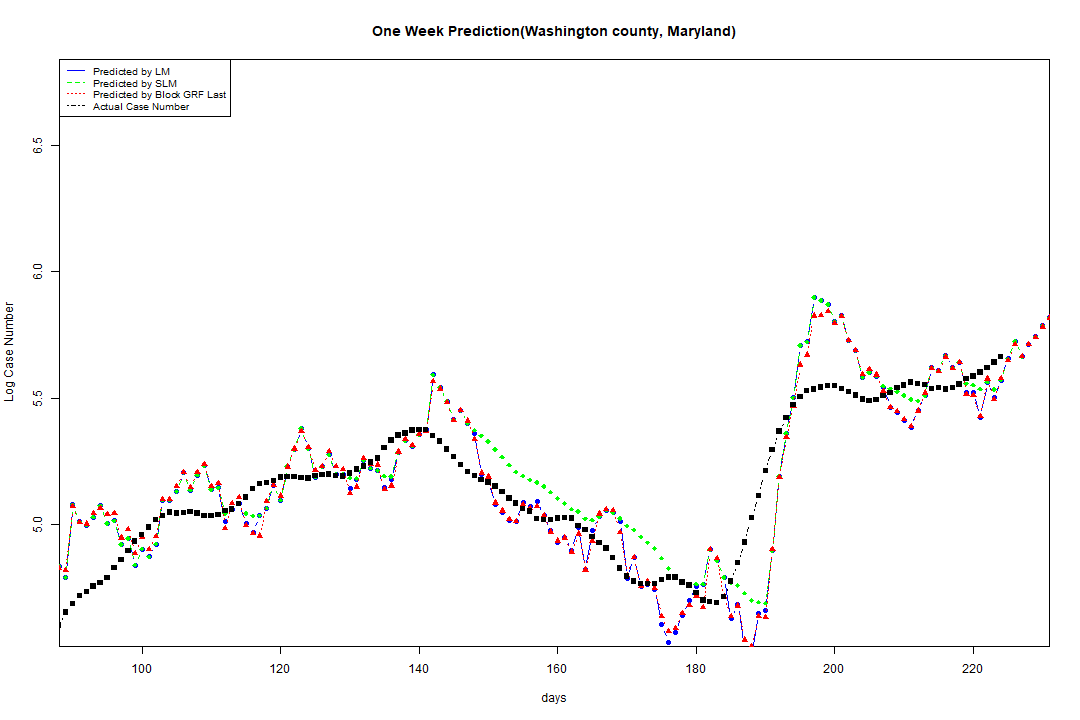 One Week Prediction(Washington county, Maryland)
Predicted by LM
Predicted by SLM
Predicted by Block GRF Last
Actual Case Number
Log Case Number
6.5
6.0
5.5
5.0
100 120 140 160 180 200 220
days